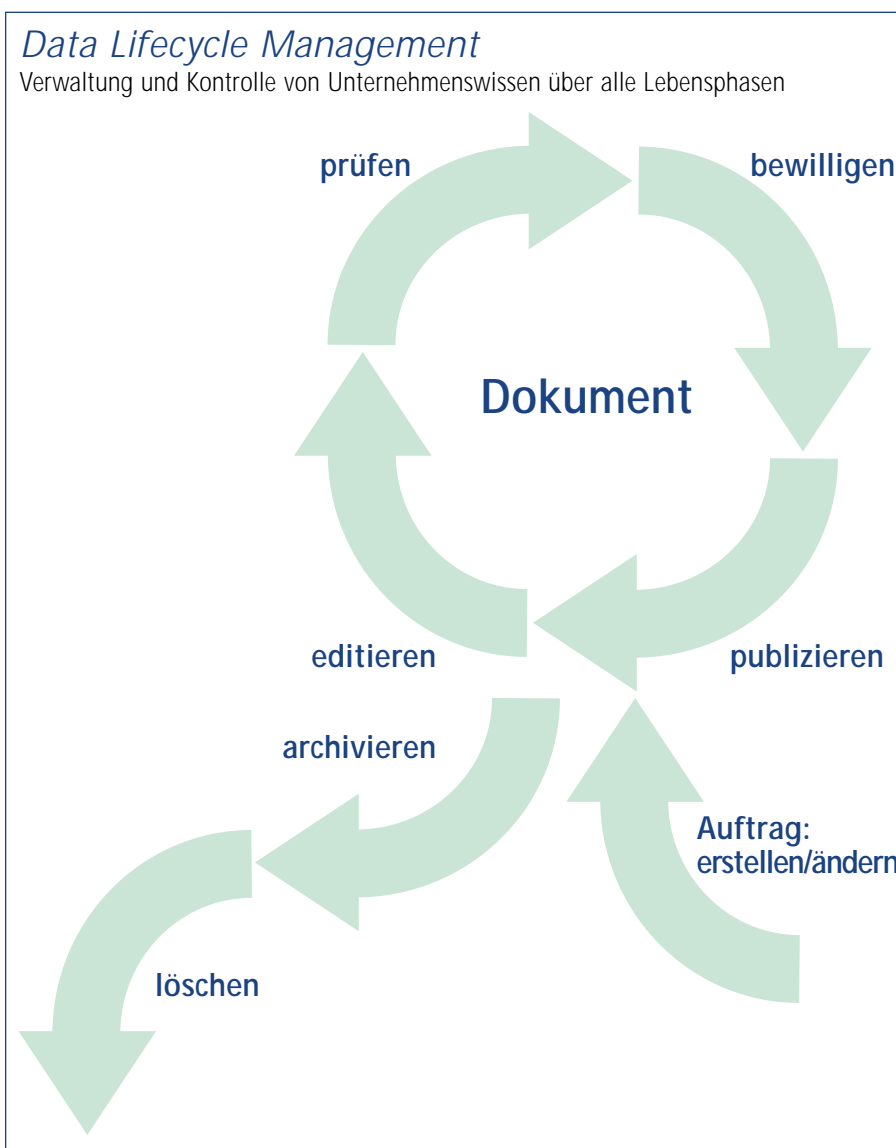 Data Lifecycle Management
Verwaltung und Kontrolle von Unternehmenswissen über alle Lebensphasen
prüfen
bewilligen
Dokument
editieren
publizieren
archivieren
Auftrag:
erstellen/ändern
löschen